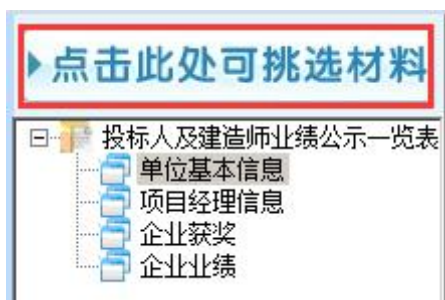 点击此处可挑选材料
投标人及建造师业绩公示一览表
单位基本信息
项目经理信息
企业获奖
企业业绩